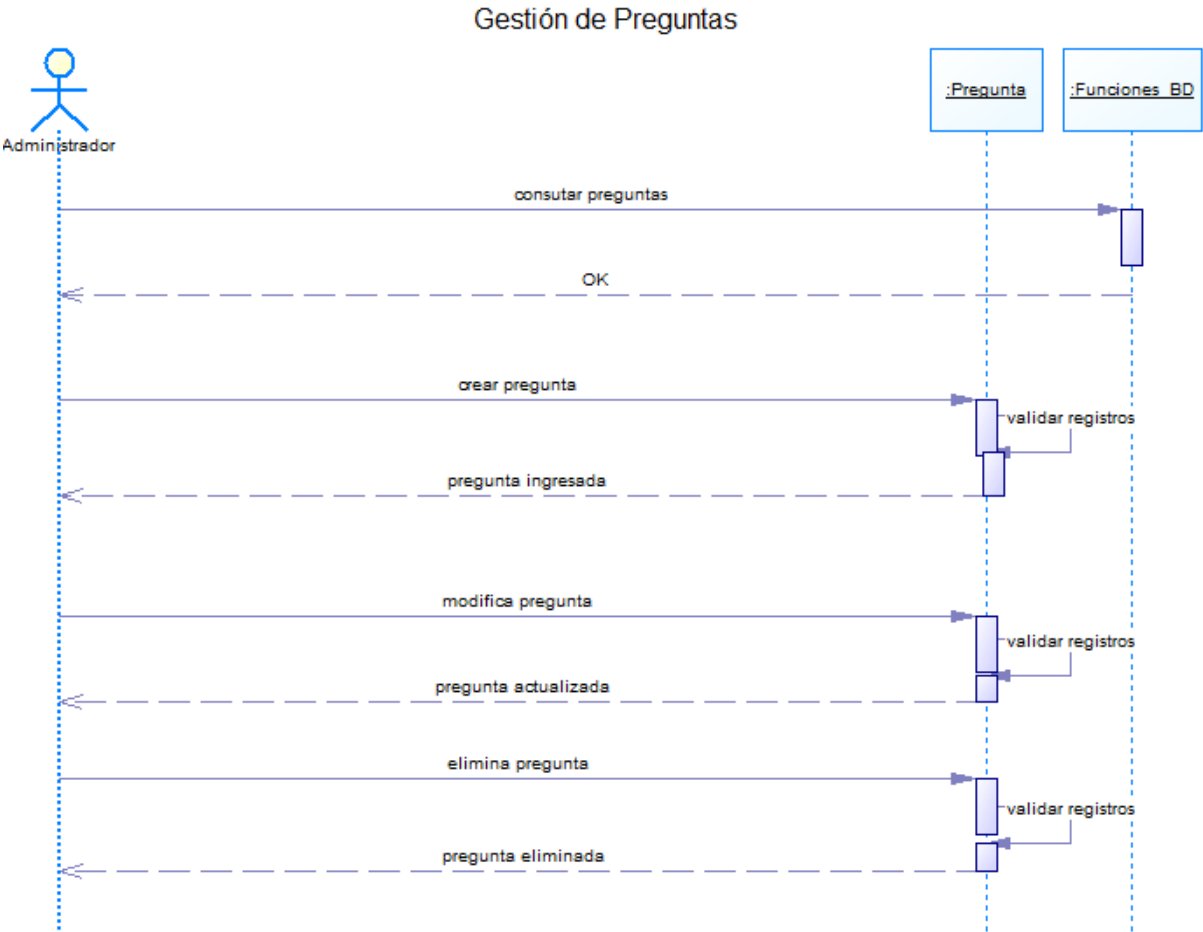 Gestión de Preguntas
:Pregunta
:Funciones_BD
Administrador
consutar preguntas
OK
crear pregunta
validar registros
pregunta ingresada
modifica pregunta
validar registros
pregunta actualizada
elimina pregunta
validar registros
pregunta eliminada